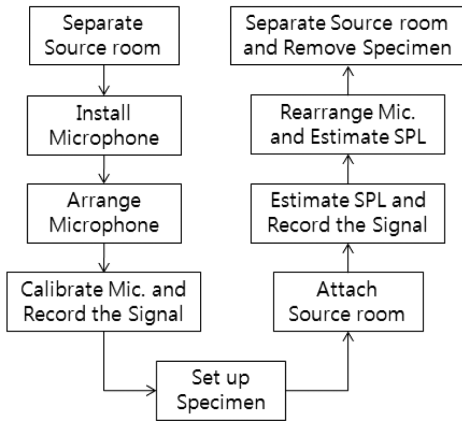 Separate
Source room
Install
Microphone
Arrange
Microphone
Calibrate Mic. and
Record the Signal
Set up
Specimen
Attach
Source room
Estimate SPL and
Record the Signal
Rearrange Mic.
and Estimate SPL
Separate Source room
and Remove Specimen